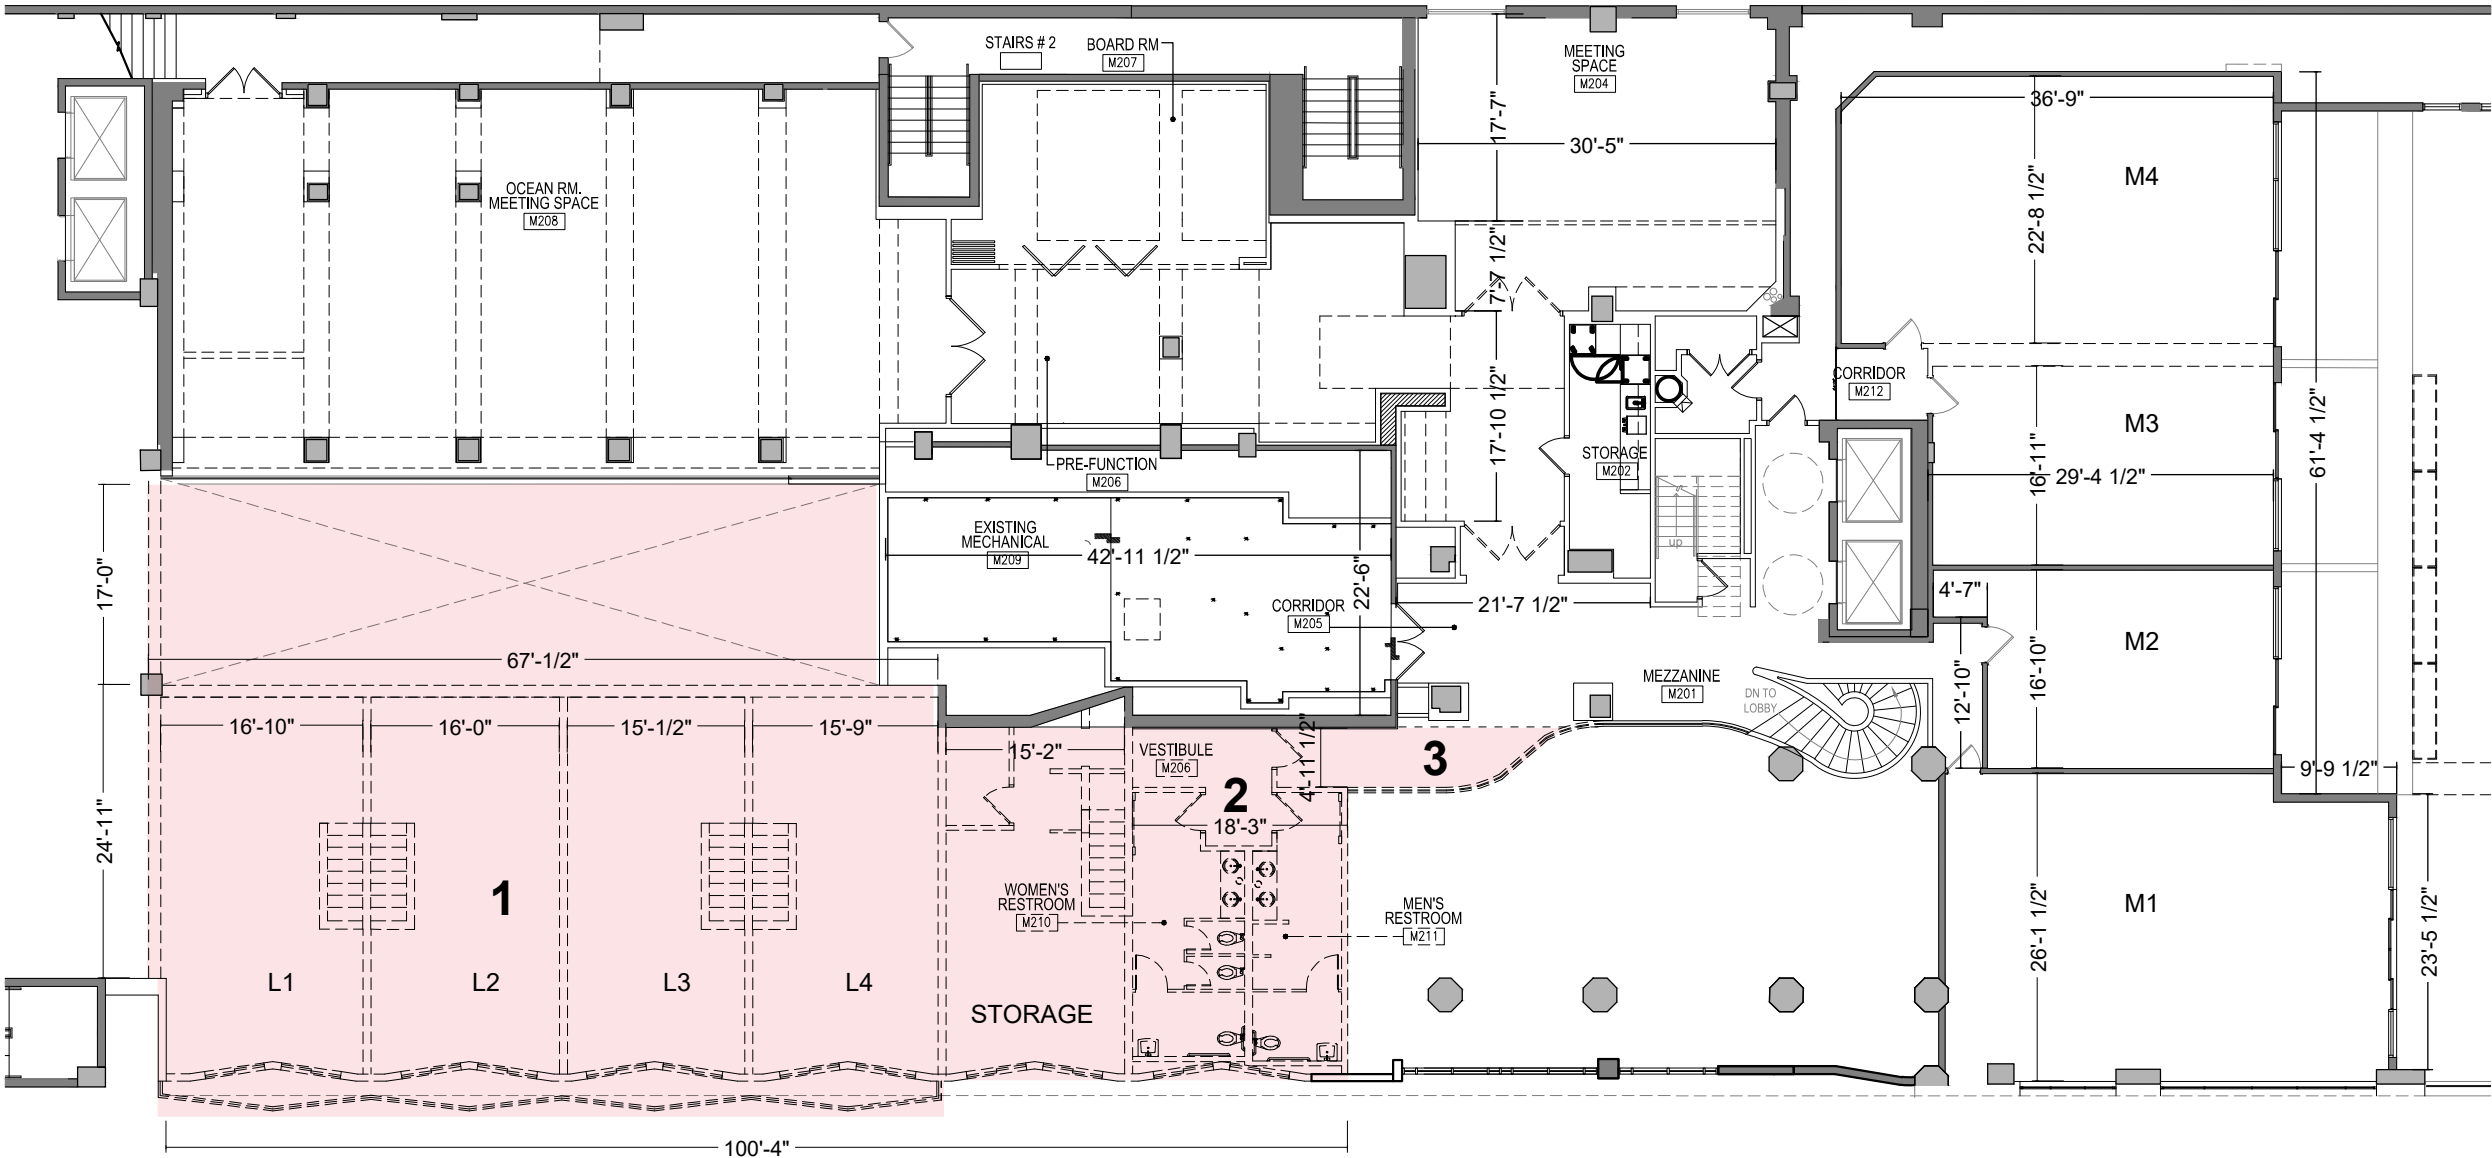 STAIRS # 2
BOARD RM
M207
MEETING
SPACE
M204
36'-9"
17'-7"
30'-5"
M4
OCEAN RM.
MEETING SPACE
M208
22'-8 1/2"
7'-7 1/2"
CORRIDOR
M212
17'-10 1/2"
61'-4 1/2"
M3
STORAGE
M202
PRE-FUNCTION
M206
16'-11"
29'-4 1/2"
EXISTING
MECHANICAL
M209
42'-11 1/2"
up
17'-0"
22'-6"
CORRIDOR
M205
21'-7 1/2"
4'-7"
M2
67'-1/2"
MEZZANINE
M201
DN TO
LOBBY
12'-10"
16'-10"
16'-10"
16'-0"
15'-1/2"
15'-9"
15'-2"
VESTIBULE
M206
4'-11 1/2"
3
9'-9 1/2"
2
18'-3"
24'-11"
1
WOMEN'S
RESTROOM
M210
MEN'S
RESTROOM
M211
M1
26'-1 1/2"
23'-5 1/2"
L1
L2
L3
L4
STORAGE
100'-4"